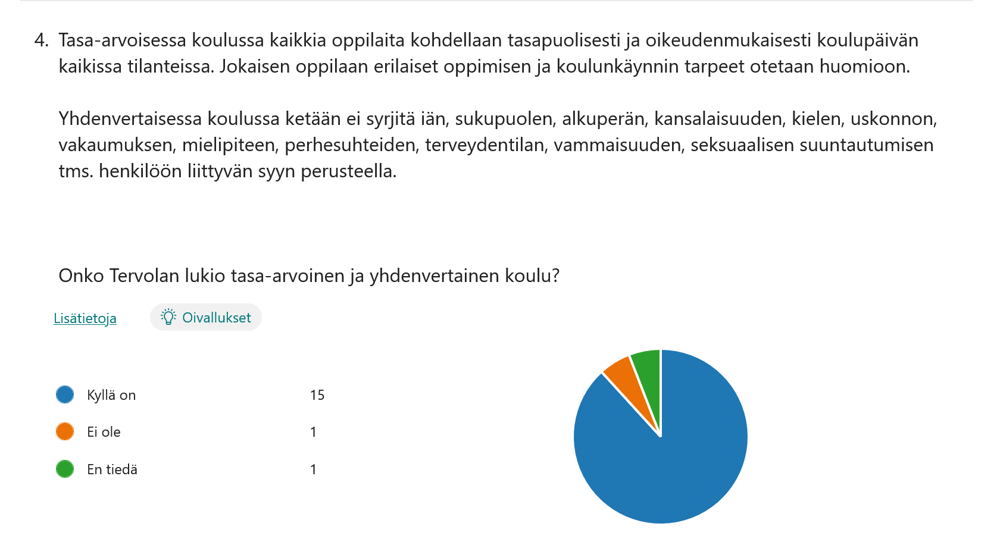 4. Tasa-arvoisessa koulussa kaikkia oppilaita kohdellaan tasapuolisesti ja oikeudenmukaisesti koulupäivän
kaikissa tilanteissa. Jokaisen oppilaan erilaiset oppimisen ja koulunkäynnin tarpeet otetaan huomioon.
Yhdenvertaisessa koulussa ketään ei syrjitä iän, sukupuolen, alkuperän, kansalaisuuden, kielen, uskonnon,
vakaumuksen, mielipiteen, perhesuhteiden, terveydentilan, vammaisuuden, seksuaalisen suuntautumisen
tms. henkilöön liittyvän syyn perusteella.
Onko Tervolan lukio tasa-arvoinen ja yhdenvertainen koulu?
Lisätietoja Oivallukset
Kyllä on 15
Ei ole 1
En tiedä 1